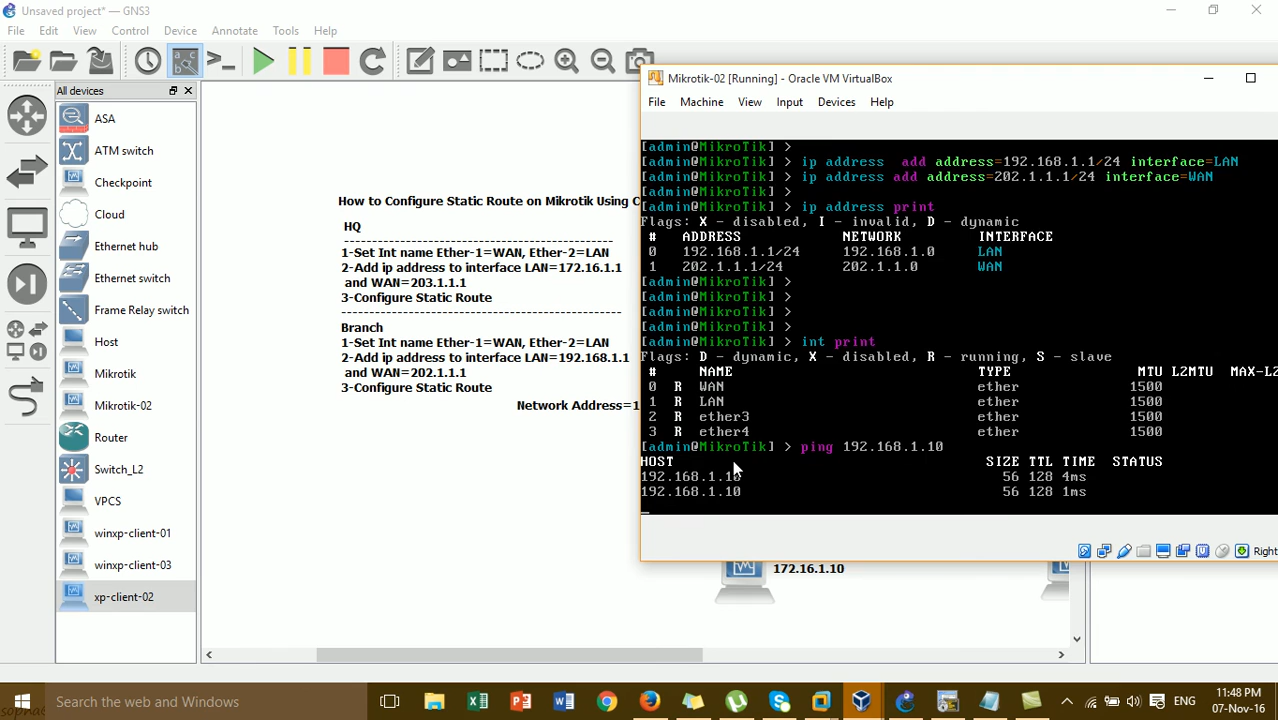 Unsaved project* - GNS3
File Edit View Control Device Annotate Tools Help
All devices
ASA
ATM switch
Checkpoint
Cloud
Ethernet hub
Ethernet switch
Frame Relay switch
Host
Mikrotik
Mikrotik-02
Router
Switch_L2
VPCS
winxp-client-01
winxp-client-03
xp-client-02
How to Configure Static Route on Mikrotik Using C
HQ
------------------------------------------------
1-Set Int name Ether-1=WAN, Ether-2=LAN
2-Add ip address to interface LAN=172.16.1.1
and WAN=203.1.1.1
3-Configure Static Route
--------------------------------------------------
Branch
1-Set Int name Ether-1=WAN, Ether-2=LAN
2-Add ip address to interface LAN=192.168.1.1
and WAN=202.1.1.1
3-Configure Static Route
Network Address=1
172.16.1.10
Mikrotik-02 [Running] - Oracle VM VirtualBox
File Machine View Input Devices Help
[admin@MikroTik] >
[admin@MikroTik] > ip address  add address=192.168.1.1/24 interface=LAN
[admin@MikroTik] > ip address add address=202.1.1.1/24 interface=WAN
[admin@MikroTik] >
[admin@MikroTik] > ip address print
Flags: X - disabled, I - invalid, D - dynamic
# ADDRESS NETWORK INTERFACE
0 192.168.1.1/24 192.168.1.0 LAN
1 202.1.1.1/24 202.1.1.0 WAN
[admin@MikroTik] >
[admin@MikroTik] >
[admin@MikroTik] >
[admin@MikroTik] >
[admin@MikroTik] > int print
Flags: D - dynamic, X - disabled, R - running, S - slave
# NAME TYPE MTU L2MTU MAX-L2
0 R WAN ether 1500
1 R LAN ether 1500
2 R ether3 ether 1500
3 R ether4 ether 1500
[admin@MikroTik] > ping 192.168.1.10
HOST SIZE TTL TIME STATUS
192.168.1.10 56 128 4ms
192.168.1.10 56 128 1ms
Right
Search the web and Windows
ENG
11:48 PM
07-Nov-16